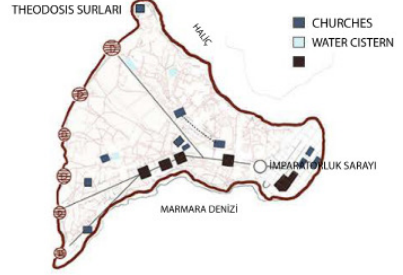 THEODOSIS SURLARI
HALİÇ
CHURCHES
WATER CISTERN
İMPARATORLUK SARAYI
MARMARA DENİZİ